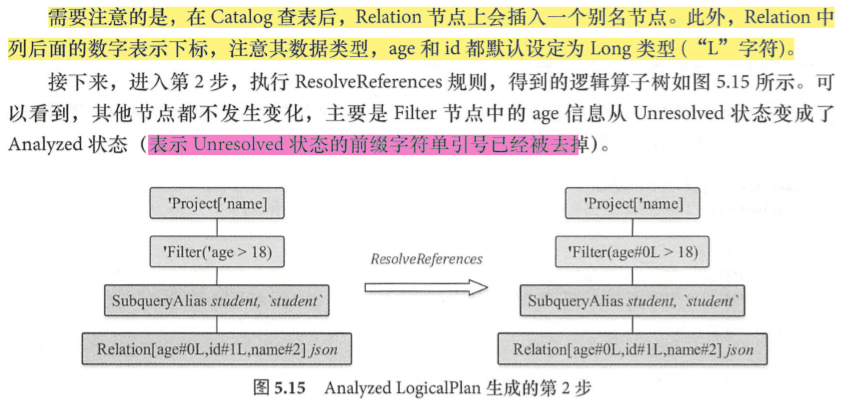 需要注意的是，在 Catalog 查表后，Relation 节点上会插入一个别名节点。此外，Relation 中
列后面的数字表示下标，注意其数据类型，age 和 id 都默认设定为 Long 类型（“L”字符）。
接下来，进入第 2 步，执行 ResolveReferences 规则，得到的逻辑算子树如图 5.15 所示。可
以看到，其他节点都不发生变化，主要是 Filter 节点中的 age 信息从 Unresolved 状态变成了
Analyzed 状态（表示 Unresolved 状态的前缀字符单引号已经被去掉）。
'Project['name]
'Filter('age > 18)
SubqueryAlias student, `student`
Relation[age#0L,id#1L,name#2] json
ResolveReferences
'Project['name]
'Filter(age#0L > 18)
SubqueryAlias student, `student`
Relation[age#0L,id#1L,name#2] json
图 5.15 Analyzed LogicalPlan 生成的第 2 步